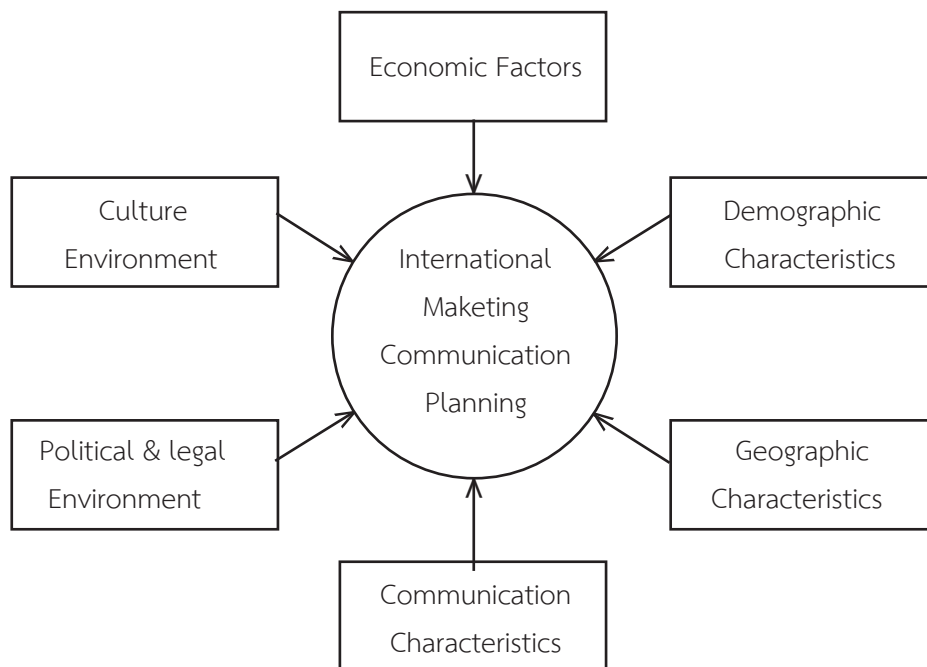 Economic Factors
Culture
Environment
Demographic
Characteristics
International
Maketing
Communication
Planning
Political & legal
Environment
Geographic
Characteristics
Communication
Characteristics